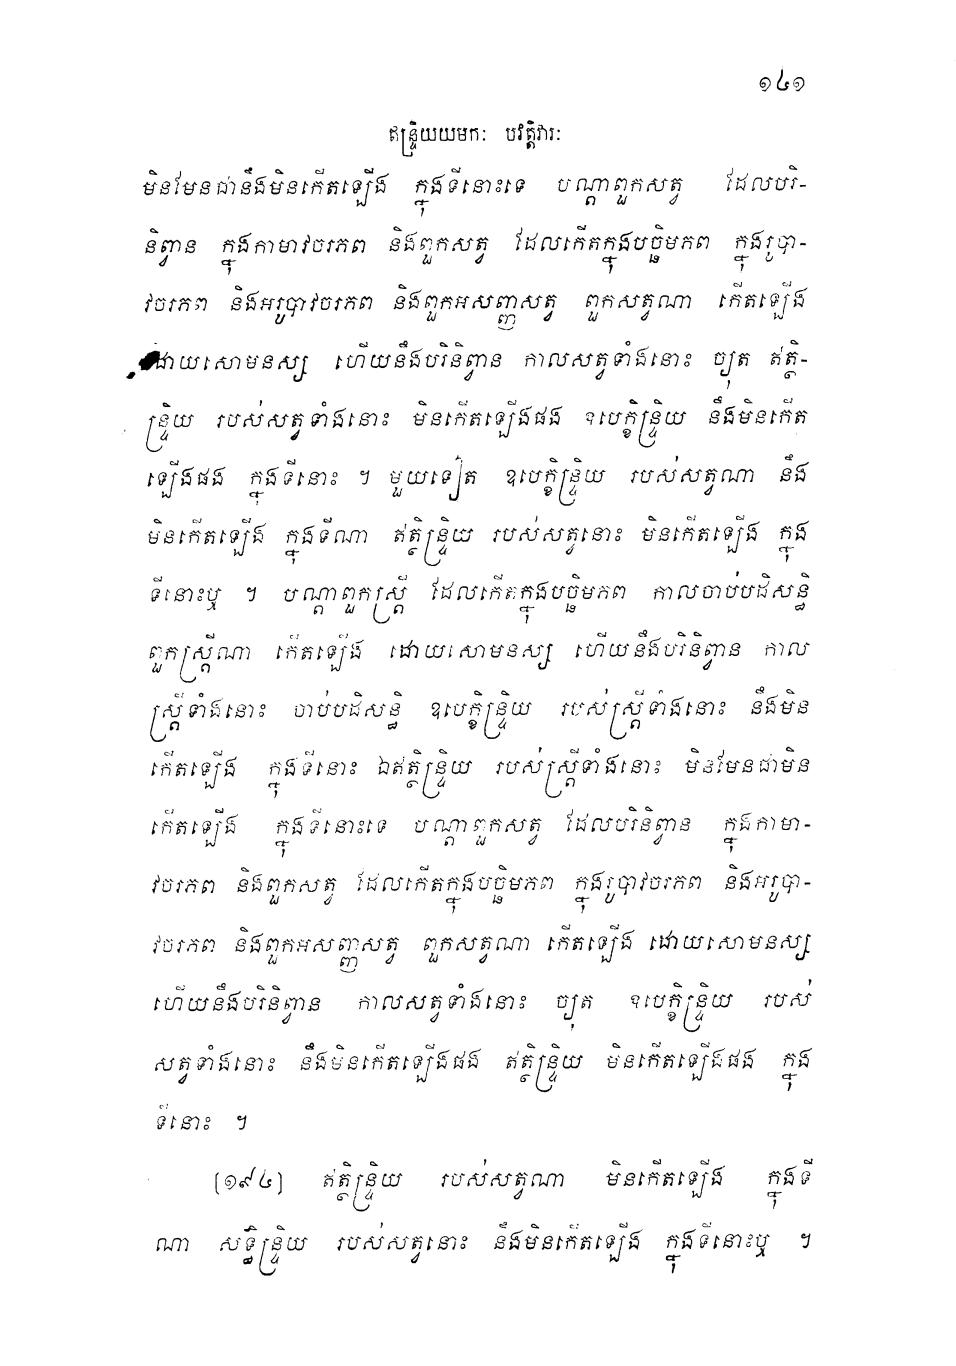 ១៤១
ឥន្ទ្រិយយមកៈ បវត្តិវារៈ
មិនមែនជានឹងមិនកើតឡើង ក្នុងទីនោះទេ បណ្តាពួកសត្វ ដែលបរិ-
និព្វាន ក្នុងកាមាវចរភព និងពួកសត្វ ដែលកើតក្នុងបច្ឆិមភព ក្នុងរូបា-
វចរភព និងអរូបាវចរភព និងពួកអសញ្ញសត្វ ពួកសត្វណា កើតឡើង
ដោយសោមនស្ស ហើយនឹងបរិនិព្វាន កាលសត្វទាំងនោះ ច្យុត ឥត្ថិ-
ន្ទ្រិយ របស់សត្វទាំងនោះ មិនកើតឡើងផង ឧបេក្ខិន្ទ្រិយ នឹងមិនកើត
ឡើងផង ក្នុងទីនោះ ។ មួយទៀត ឧបេក្ខិន្ទ្រិយ របស់សត្វណា នឹង
មិនកើតឡើង ក្នុងទីណា ឥត្ថិន្ទ្រិយ របស់សត្វនោះ មិនកើតឡើង ក្នុង
ទីនោះឬ ។ បណ្តាពួកស្ត្រី ដែលកើតក្នុងបច្ឆិមភព កាលចាប់បដិសន្ធិ
ពួកស្ត្រីណា កើតឡើង ដោយសោមនស្ស ហើយនឹងបរិនិព្វាន កាល
ស្ត្រីទាំងនោះ ចាប់បដិសន្ធិ ឧបេក្ខិន្ទ្រិយ របស់ស្ត្រីទាំងនោះ នឹងមិន
កើតឡើង ក្នុងទីនោះ ឯឥត្ថិន្ទ្រិយ របស់ស្ត្រីទាំងនោះ មិនមែនជាមិន
កើតឡើង ក្នុងទីនោះទេ បណ្តាពួកសត្វ ដែលបរិនិព្វាន ក្នុងកាមា-
វចរភព និងពួកសត្វ ដែលកើតក្នុងបច្ឆិមភព ក្នុងរូបាវចរភព និងអរូបា-
វចរភព និងពួកអសញ្ញសត្វ ពួកសត្វណា កើតឡើង ដោយសោមនស្ស
ហើយនឹងបរិនិព្វាន កាលសត្វទាំងនោះ ច្យុត ឧបេក្ខិន្ទ្រិយ របស់
សត្វទាំងនោះ នឹងមិនកើតឡើងផង ឥត្ថិន្ទ្រិយ មិនកើតឡើងផង ក្នុង
ទីនោះ ។
[១៩៤] ឥត្ថិន្ទ្រិយ របស់សត្វណា មិនកើតឡើង ក្នុងទី
ណា សទ្ធិន្ទ្រិយ របស់សត្វនោះ នឹងមិនកើតឡើង ក្នុងទីនោះឬ ។